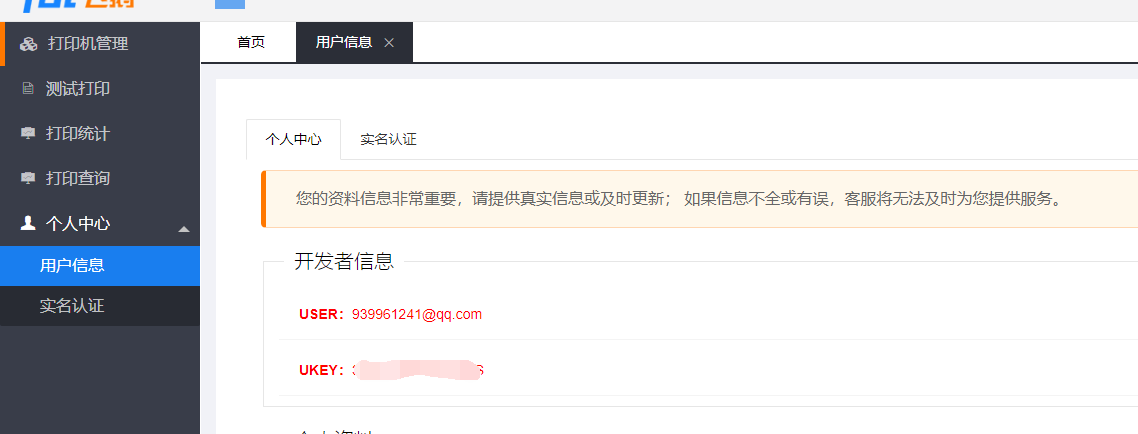 飞鹅
打印机管理
首页
用户信息
测试打印
打印统计
打印查询
个人中心
用户信息
实名认证
个人中心
实名认证
您的资料信息非常重要，请提供真实信息或及时更新； 如果信息不全或有误，客服将无法及时为您提供服务。
开发者信息
USER：939961241@qq.com
UKEY：